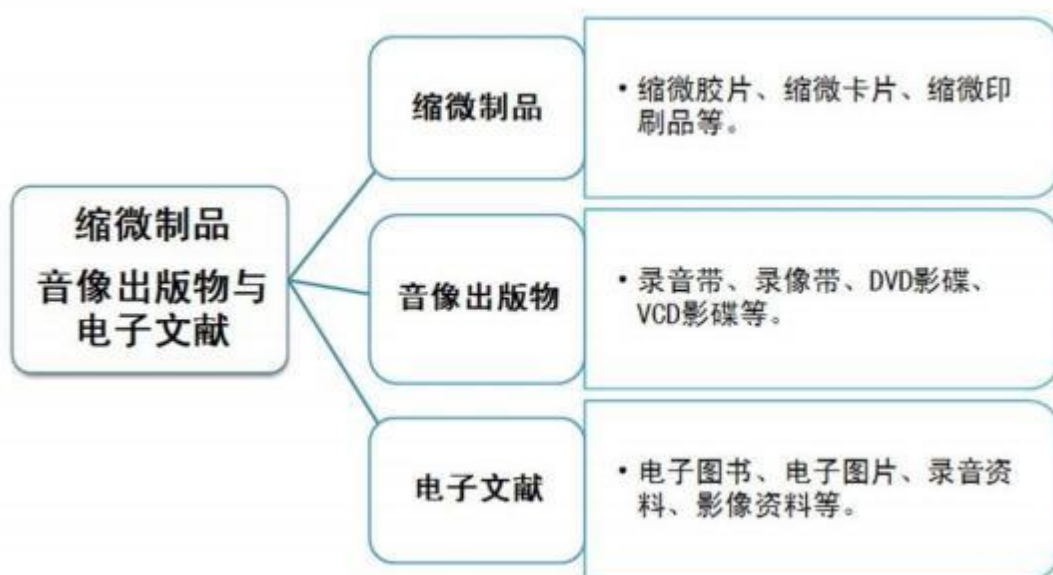 缩微制品
音像出版物与
电子文献
缩微制品
• 缩微胶片、缩微卡片、缩微印
刷品等。
音像出版物
• 录音带、录像带、DVD影碟、
VCD影碟等。
电子文献
• 电子图书、电子图片、录音资
料、影像资料等。